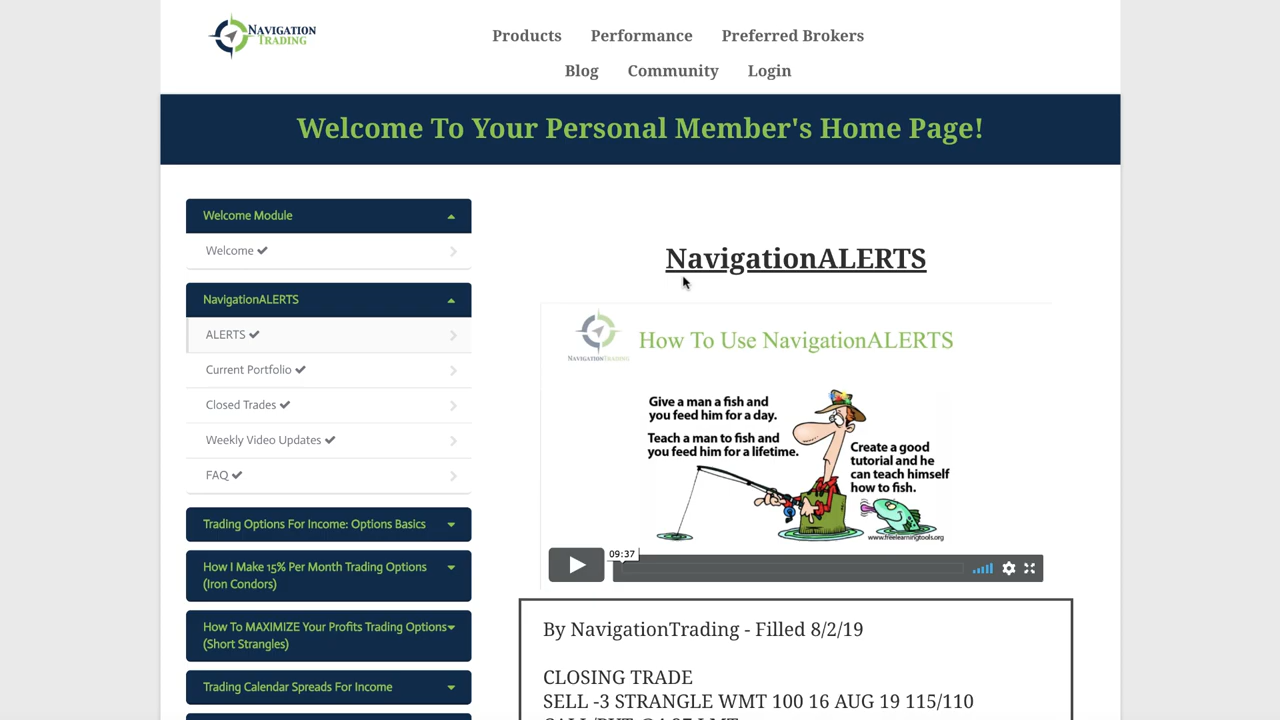 NAVIGATION
TRADING
Products Performance Preferred Brokers
Blog Community Login
Welcome To Your Personal Member's Home Page!
Welcome Module
Welcome
NavigationALERTS
ALERTS
Current Portfolio
Closed Trades
Weekly Video Updates
FAQ
Trading Options For Income: Options Basics
How I Make 15% Per Month Trading Options
(Iron Condors)
How To MAXIMIZE Your Profits Trading Options
(Short Strangles)
Trading Calendar Spreads For Income
NavigationALERTS
NAVIGATIONTRADING
How To Use NavigationALERTS
Give a man a fish and
you feed him for a day.
Teach a man to fish and
you feed him for a lifetime.
Create a good
tutorial and he
can teach himself
how to fish.
www.freelearningtools.org
09:37
By NavigationTrading - Filled 8/2/19
CLOSING TRADE
SELL -3 STRANGLE WMT 100 16 AUG 19 115/110